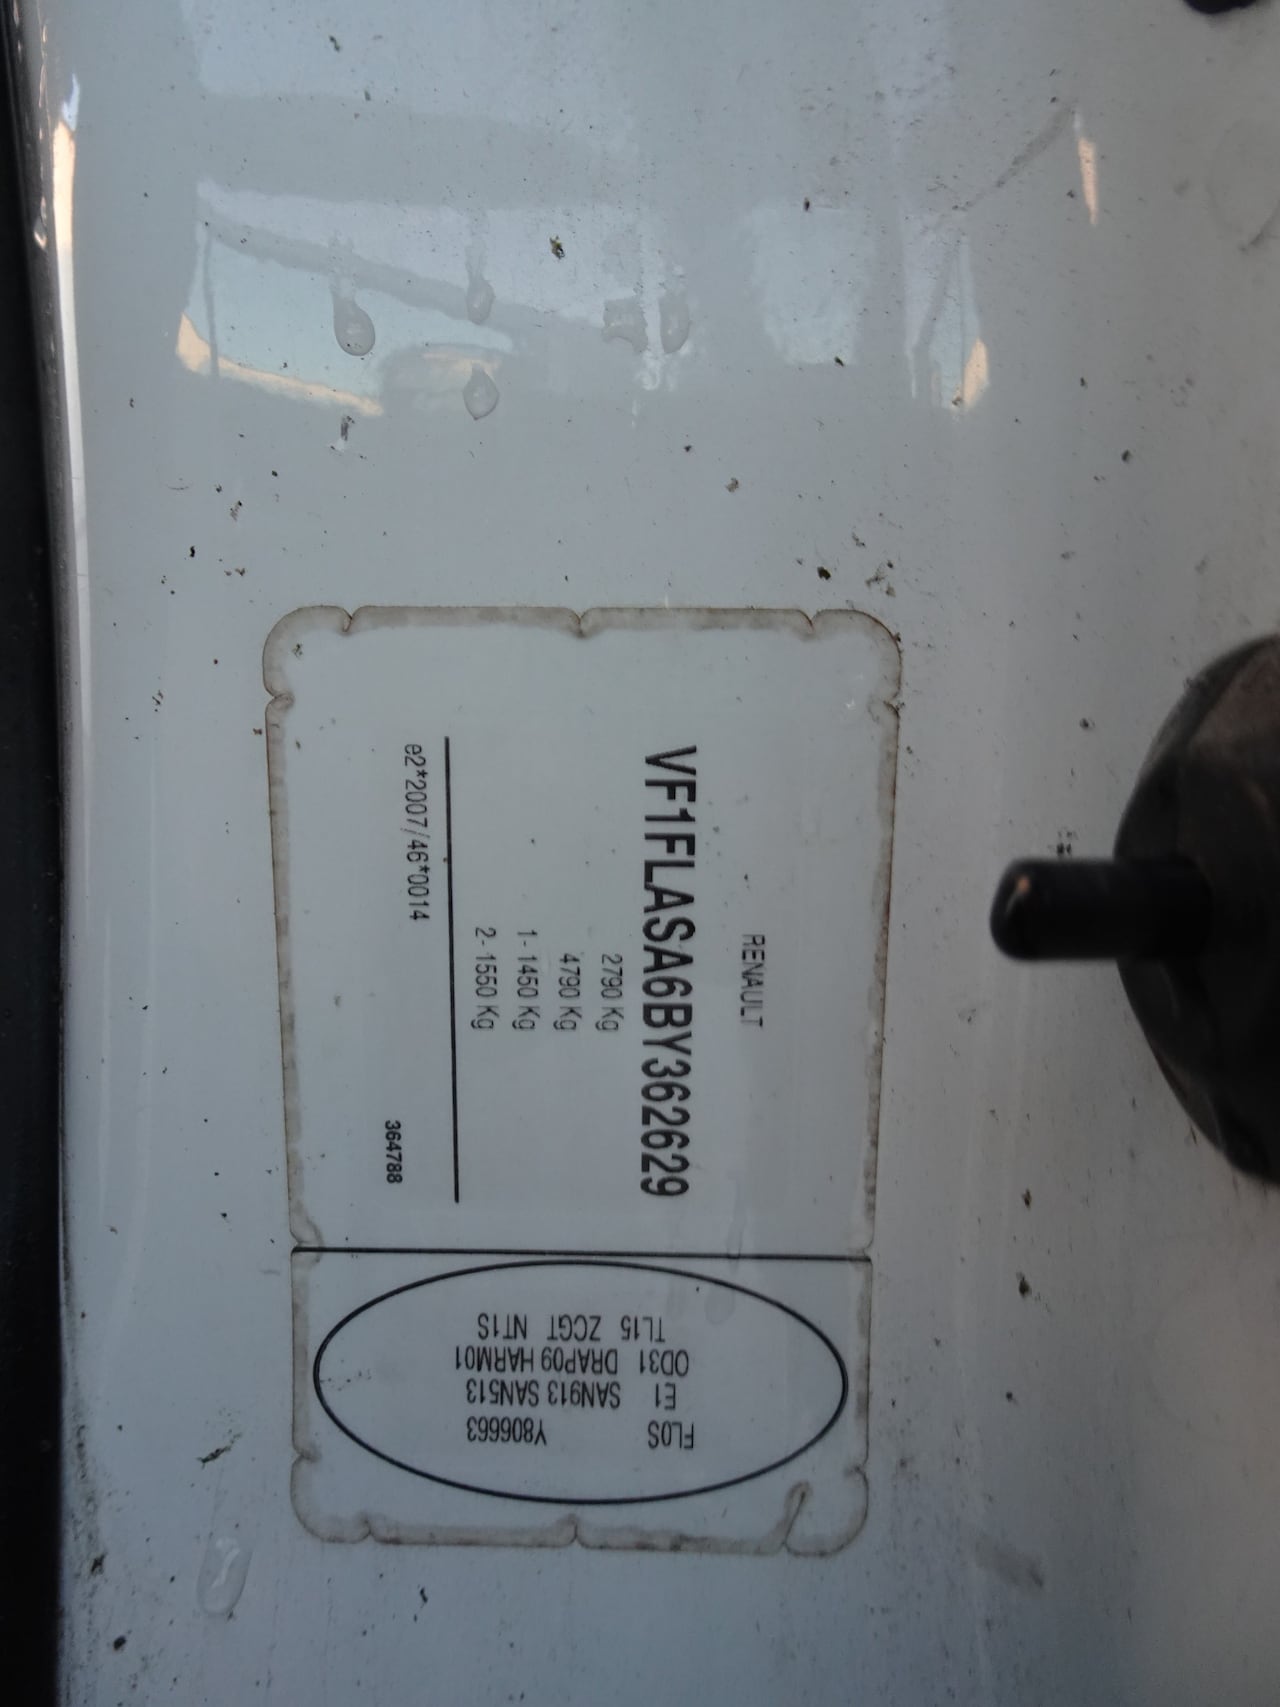 RENAULT
VF1FLASA6BY362629
2790 Kg
4790 Kg
1- 1450 Kg
2- 1550 Kg
e2*2007/46*0014
364788
FL0S Y806663
E1 SAN913 SAN513
OD31 DRAP09 HARM01
TL15 ZCGT NT1S